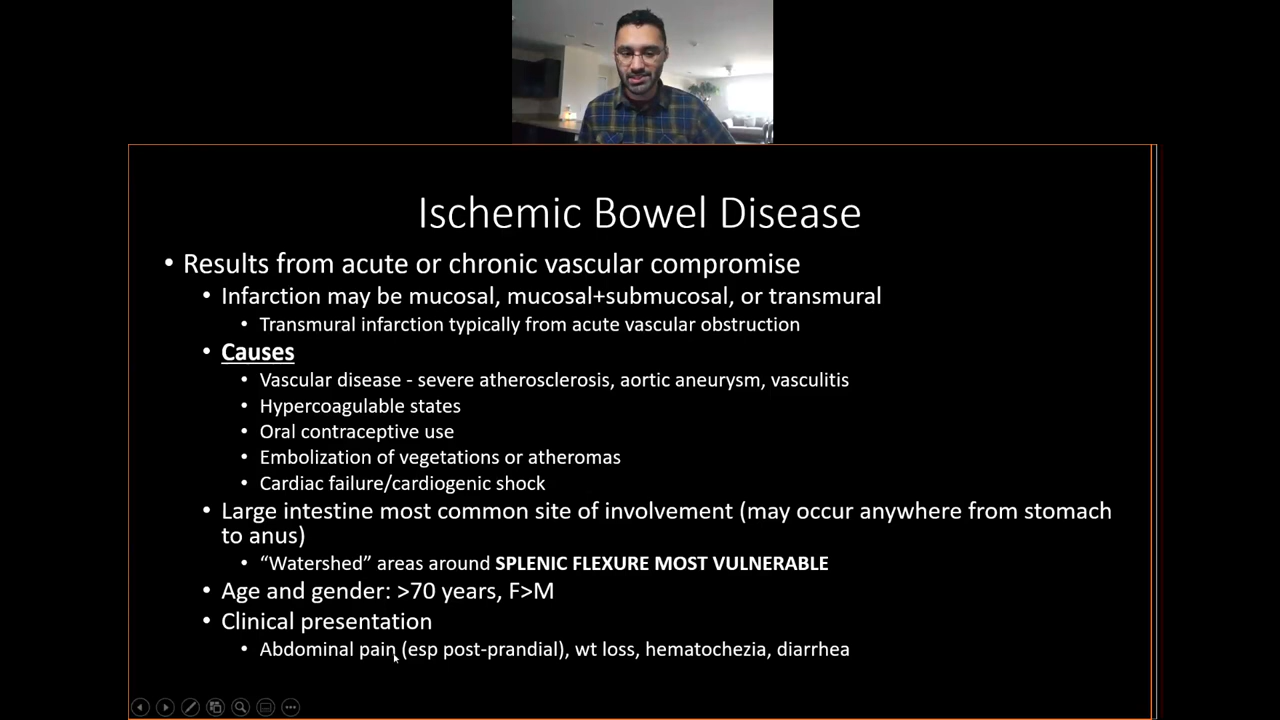 Ischemic Bowel Disease
• Results from acute or chronic vascular compromise
• Infarction may be mucosal, mucosal+submucosal, or transmural
• Transmural infarction typically from acute vascular obstruction
• Causes
• Vascular disease - severe atherosclerosis, aortic aneurysm, vasculitis
• Hypercoagulable states
• Oral contraceptive use
• Embolization of vegetations or atheromas
• Cardiac failure/cardiogenic shock
• Large intestine most common site of involvement (may occur anywhere from stomach
to anus)
• “Watershed” areas around SPLENIC FLEXURE MOST VULNERABLE
• Age and gender: >70 years, F>M
• Clinical presentation
• Abdominal pain (esp post-prandial), wt loss, hematochezia, diarrhea